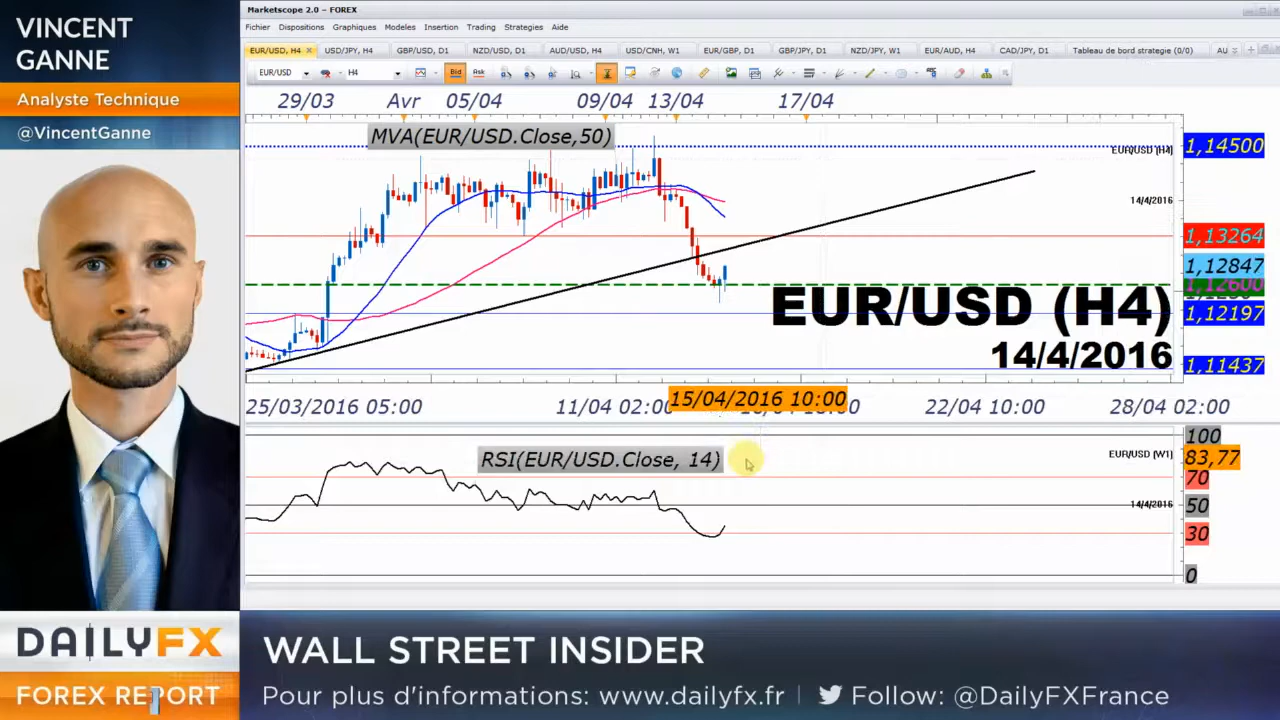 VINCENT
GANNE
Analyste Technique
@VincentGanne
Marketscope 2.0 – FOREX
Fichier Dispositions Graphiques Modeles Insertion Trading Strategies Aide
EUR/USD, H4 USD/JPY, H4 GBP/USD, D1 NZD/USD, D1 AUD/USD, H4 USD/CNH, W1 EUR/GBP, D1 GBP/JPY, D1 NZD/JPY, W1 EUR/AUD, H4 CAD/JPY, D1 Tableau de bord strategie (0/0) AU
EUR/USD H4 Bid Ask
29/03 Avr 05/04 09/04 13/04 17/04
MVA(EUR/USD.Close,50)
1,14500
EUR/USD (H4)
14/4/2016
1,13264
1,12847
1,12600
EUR/USD (H4)
1,12197
14/4/2016
1,11437
25/03/2016 05:00 11/04 02:00 15/04/2016 10:00 22/04 10:00 28/04 02:00
100
RSI(EUR/USD.Close, 14)
EUR/USD (W1)
83,77
70
14/4/2016
50
30
0
DAILYFX
FOREX REPORT
WALL STREET INSIDER
Pour plus d'informations: www.dailyfx.fr | Follow: @DailyFXFrance